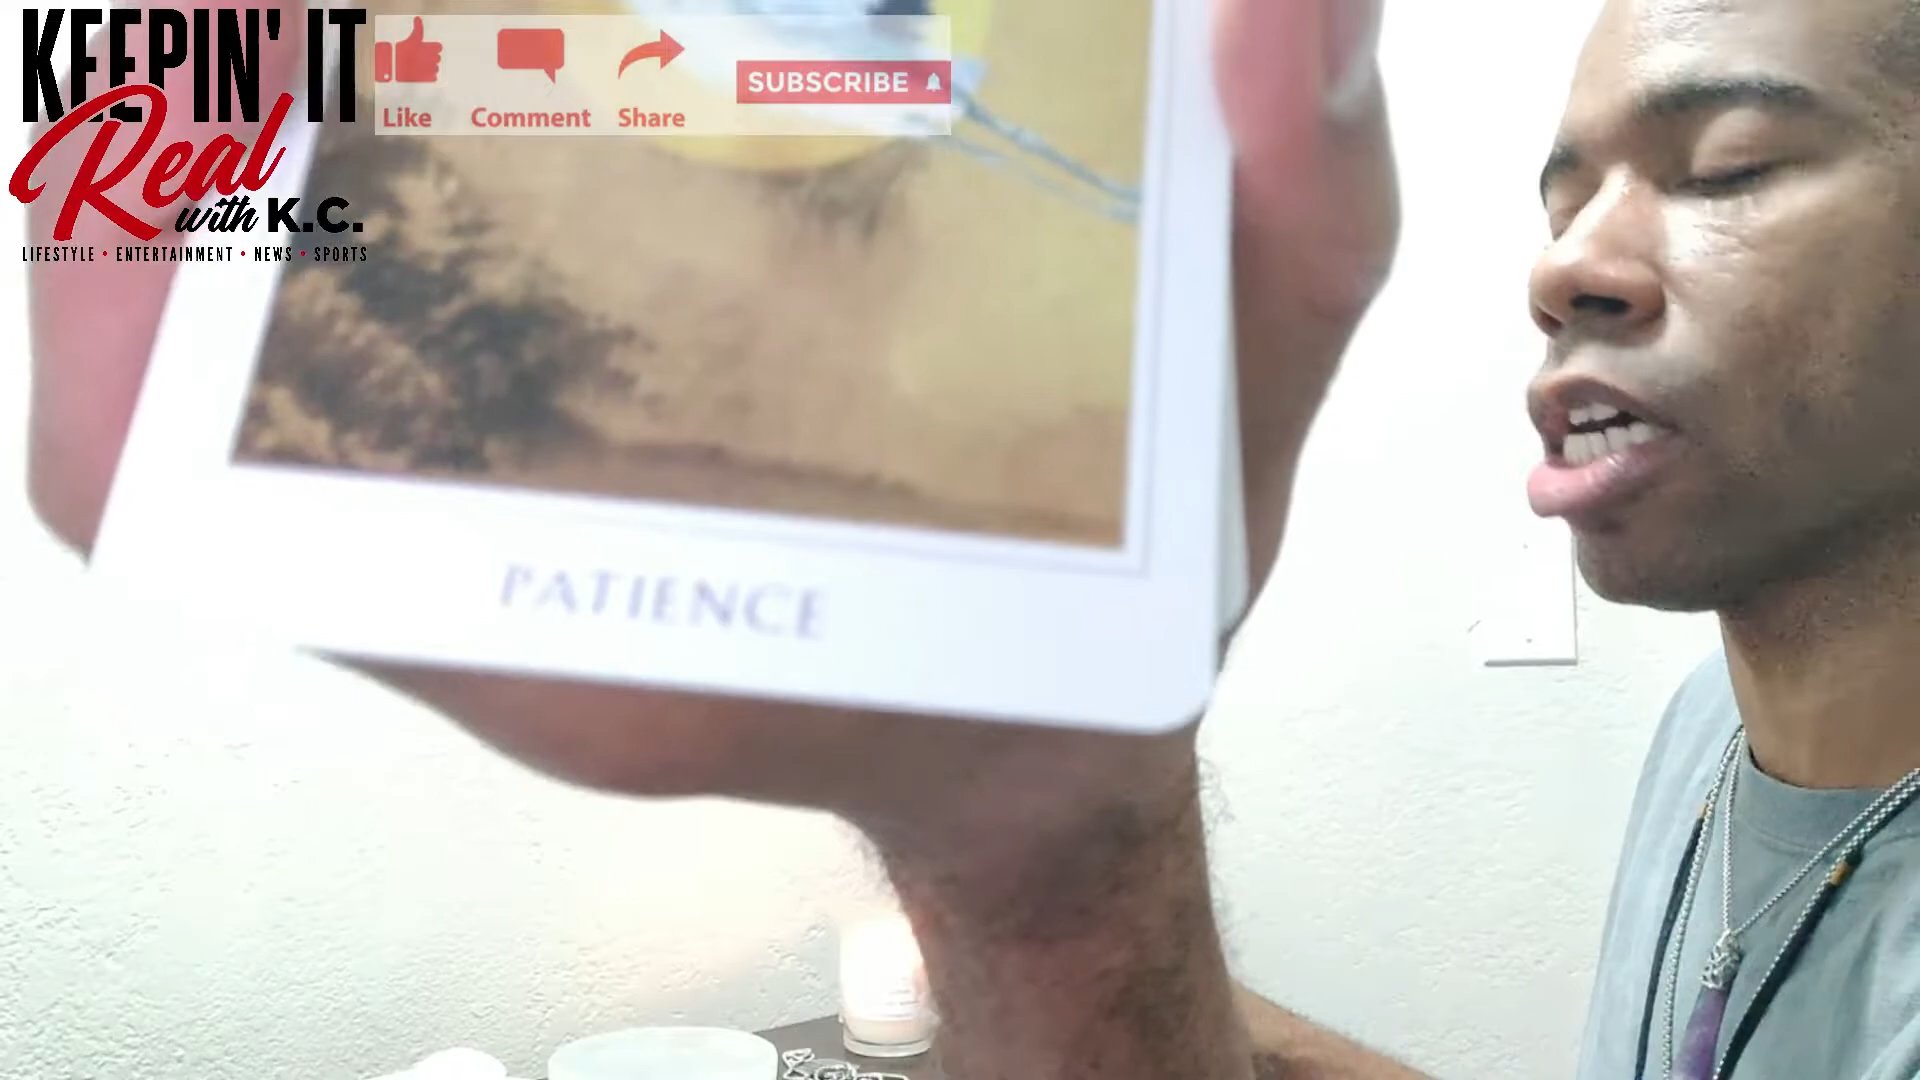 KEEPIN' IT
Real
with K.C.
LIFESTYLE • ENTERTAINMENT • NEWS • SPORTS
Like
Comment
Share
SUBSCRIBE
PATIENCE